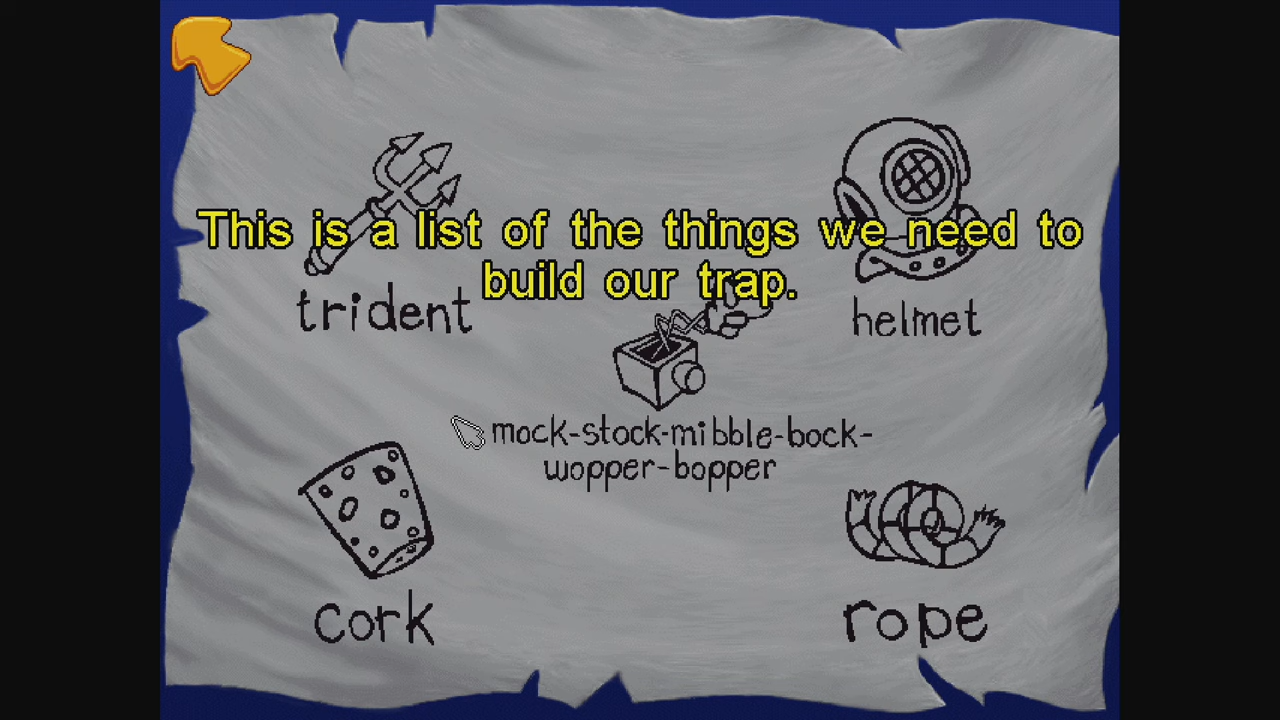 This is a list of the things we need to
build our trap.
trident
helmet
mock-stock-mibble-bock-
wopper-bopper
cork
rope